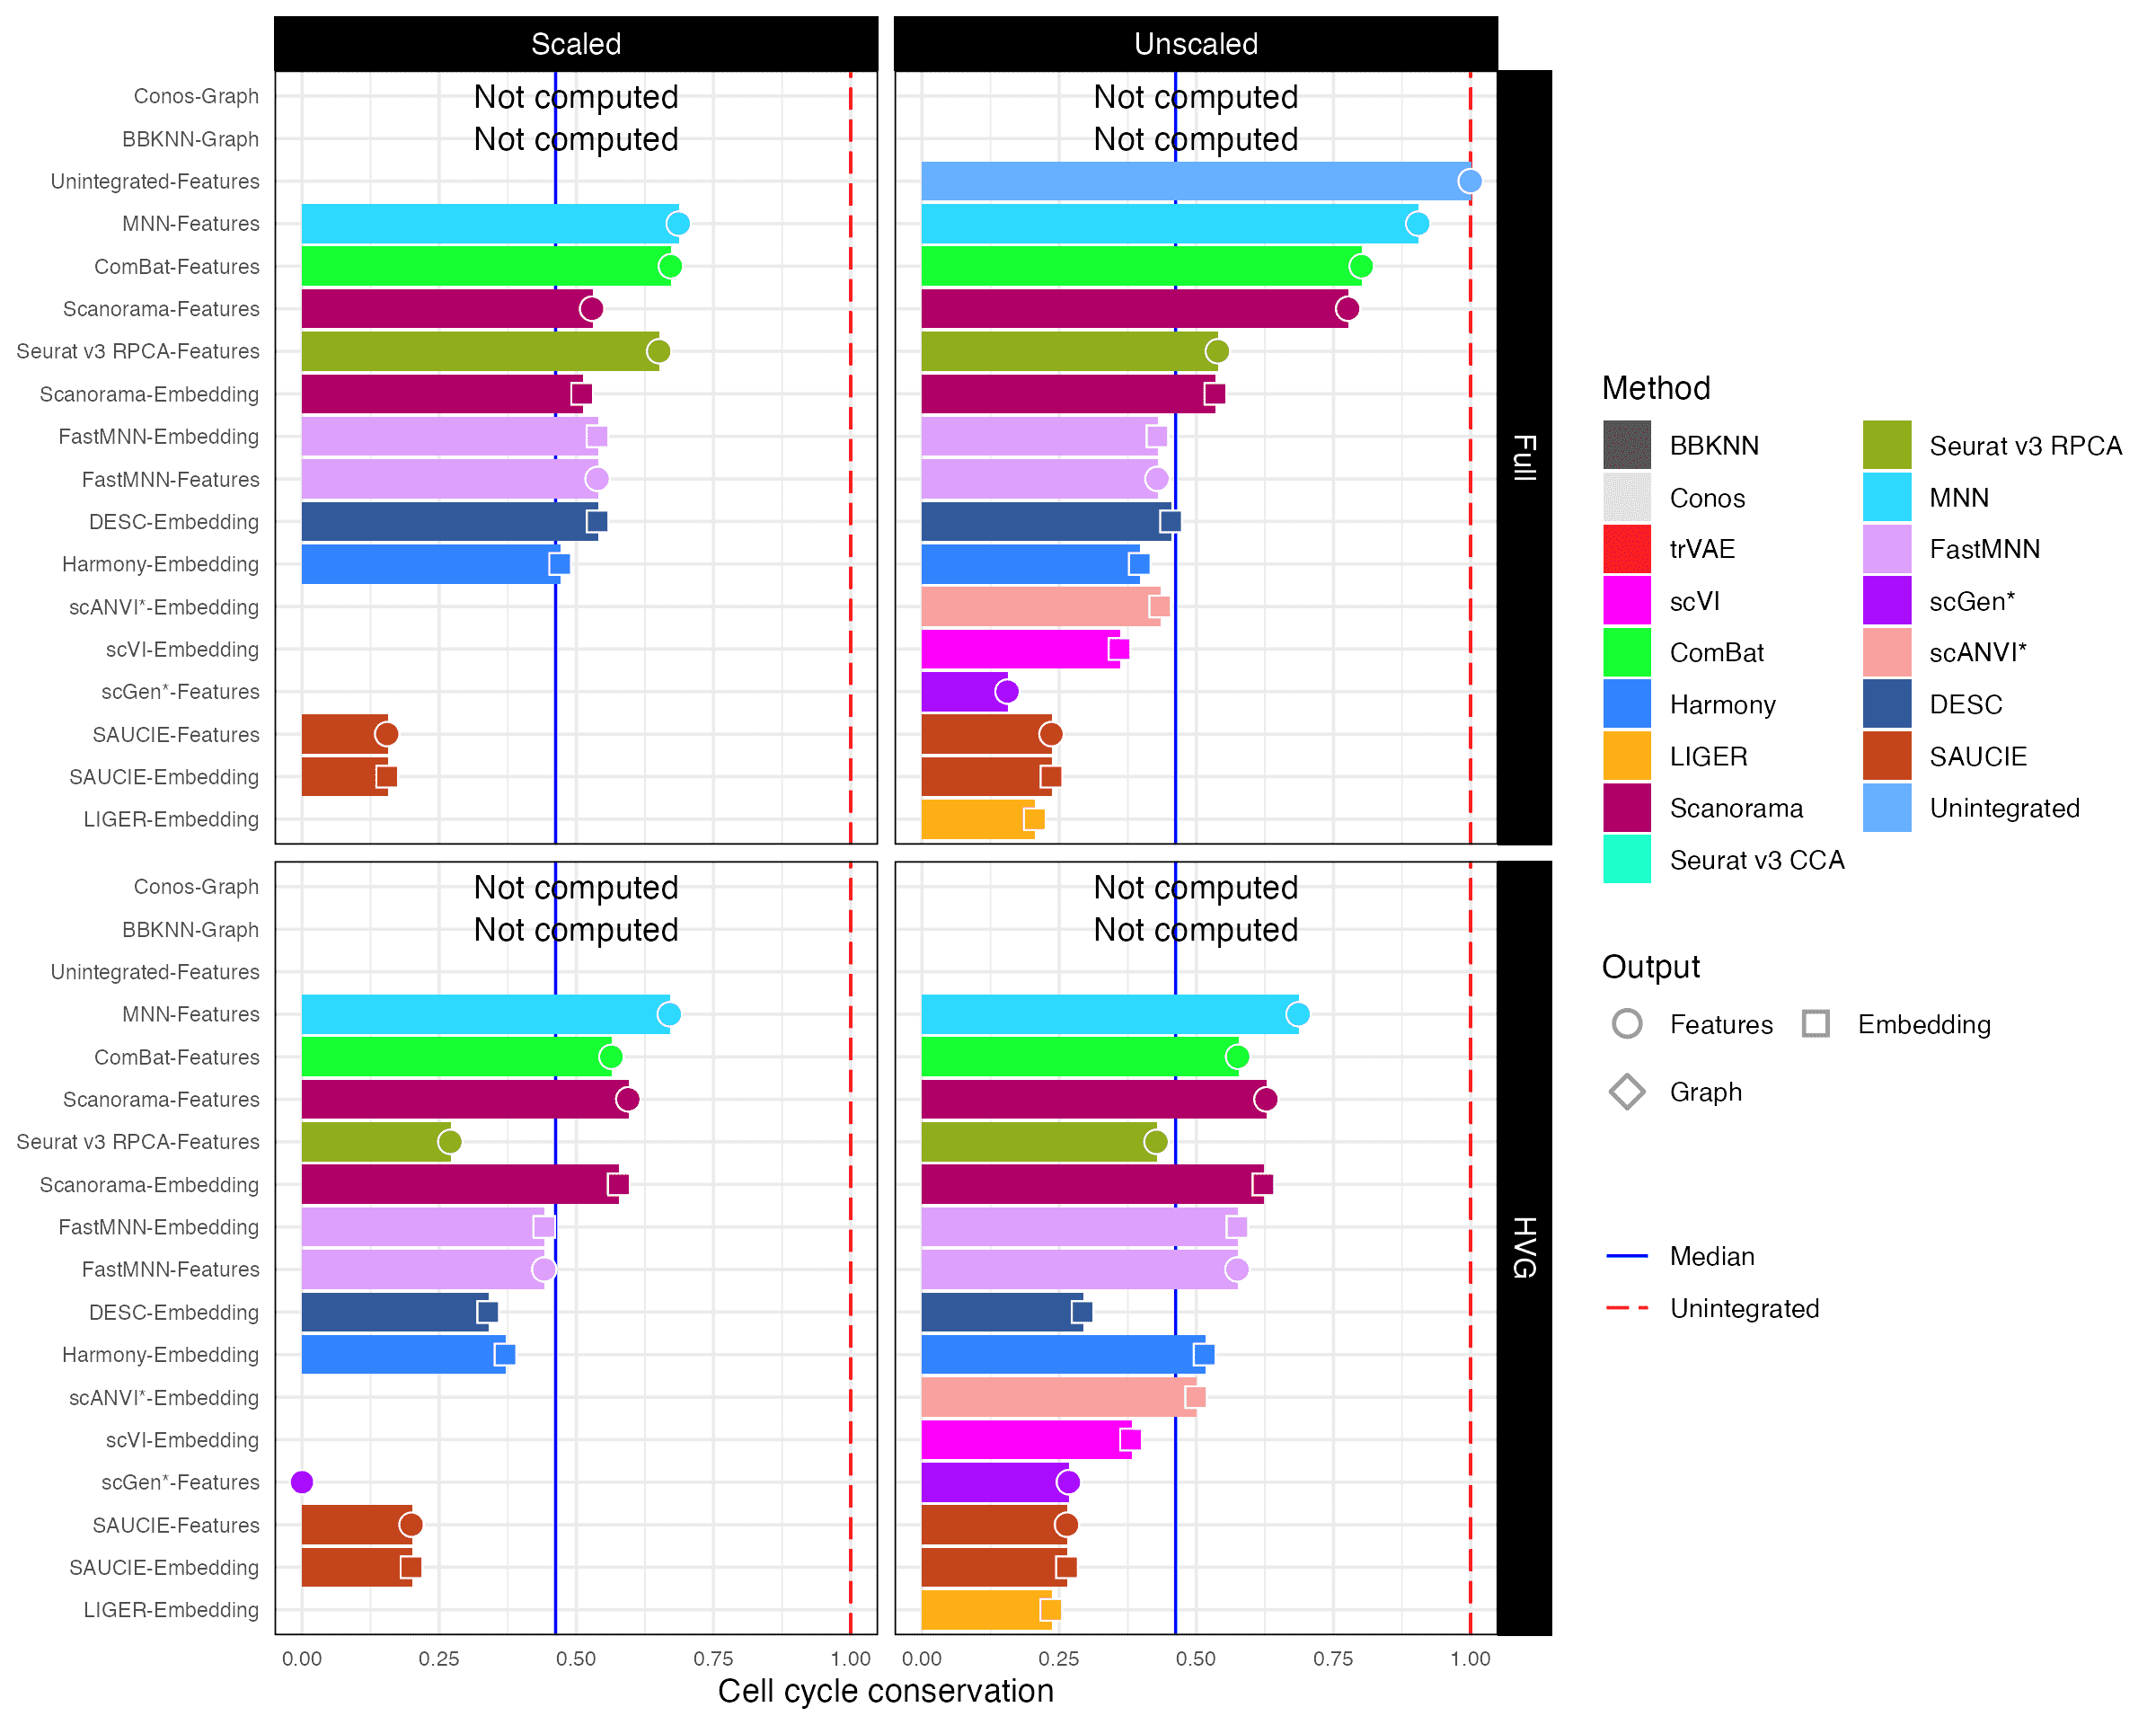 Scaled
Unscaled
Conos-Graph
BBKNN-Graph
Unintegrated-Features
MNN-Features
ComBat-Features
Scanorama-Features
Seurat v3 RPCA-Features
Scanorama-Embedding
FastMNN-Embedding
FastMNN-Features
DESC-Embedding
Harmony-Embedding
scANVI*-Embedding
scVI-Embedding
scGen*-Features
SAUCIE-Features
SAUCIE-Embedding
LIGER-Embedding
Not computed
Not computed
Not computed
Not computed
Full
Conos-Graph
BBKNN-Graph
Unintegrated-Features
MNN-Features
ComBat-Features
Scanorama-Features
Seurat v3 RPCA-Features
Scanorama-Embedding
FastMNN-Embedding
FastMNN-Features
DESC-Embedding
Harmony-Embedding
scANVI*-Embedding
scVI-Embedding
scGen*-Features
SAUCIE-Features
SAUCIE-Embedding
LIGER-Embedding
Not computed
Not computed
Not computed
Not computed
HVG
0.00 0.25 0.50 0.75 1.00
0.00 0.25 0.50 0.75 1.00
Cell cycle conservation
Method
BBKNN
Conos
trVAE
scVI
ComBat
Harmony
LIGER
Scanorama
Seurat v3 CCA
Seurat v3 RPCA
MNN
FastMNN
scGen*
scANVI*
DESC
SAUCIE
Unintegrated
Output
Features
Embedding
Graph
Median
Unintegrated